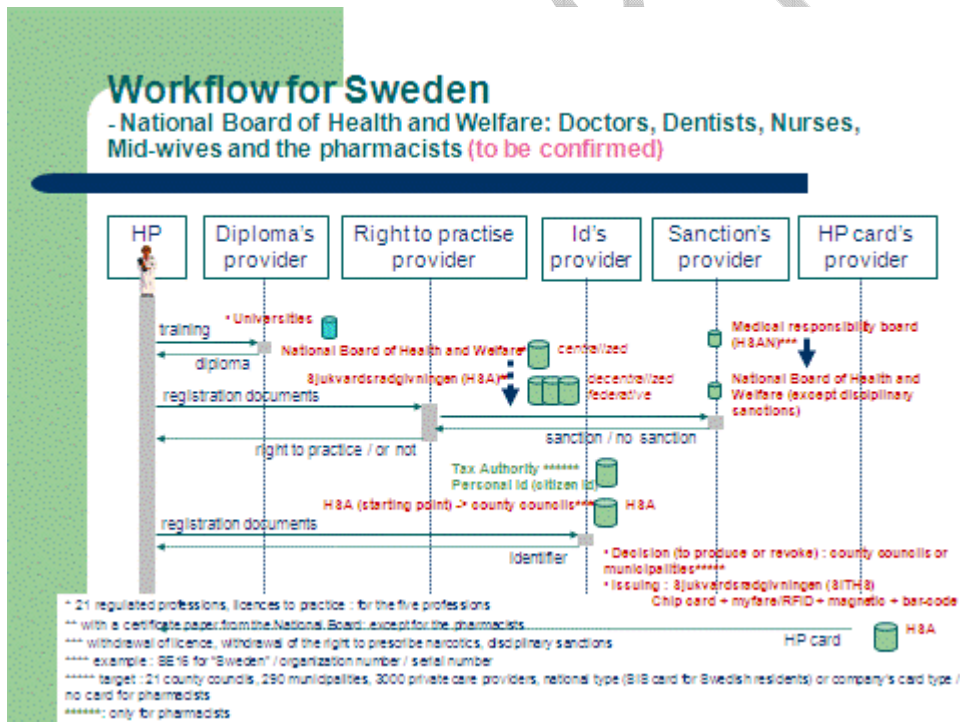 Workflow for Sweden
- National Board of Health and Welfare: Doctors, Dentists, Nurses,
Mid-wives and the pharmacists (to be confirmed)
HP
Diploma's
provider
Right to practise
provider
Id's
provider
Sanction's
provider
HP card's
provider
• Universities
training
diploma
National Board of Health and Welfare*
centralized
Sjukvardsradgivningen (HSA)**
decentralized
federative
Medical responsibility board
(HSAN)***
National Board of Health and
Welfare (except disciplinary
sanctions)
registration documents
sanction / no sanction
right to practice / or not
Tax Authority ******
Personal Id (citizen id)
HSA (starting point) -> county councils****
HSA
registration documents
Identifier
• Decision (to produce or revoke) : county councils or
municipalities*****
• Issuing : Sjukvardsradgivningen (SITHS)
Chip card + myfare/RFID + magnetic + bar-code
HP card
HSA
* 21 regulated professions, licences to practice : for the five professions
** with a certificate paper from the National Board: except for the pharmacists
*** withdrawal of licence, withdrawal of the right to prescribe narcotics, disciplinary sanctions
**** example : SE16 for "Sweden" / organization number / serial number
***** target : 21 county councils, 290 municipalities, 3000 private care providers, national type (SIS card for Swedish residents) or company's card type /
no card for pharmacists
******: only for pharmacists